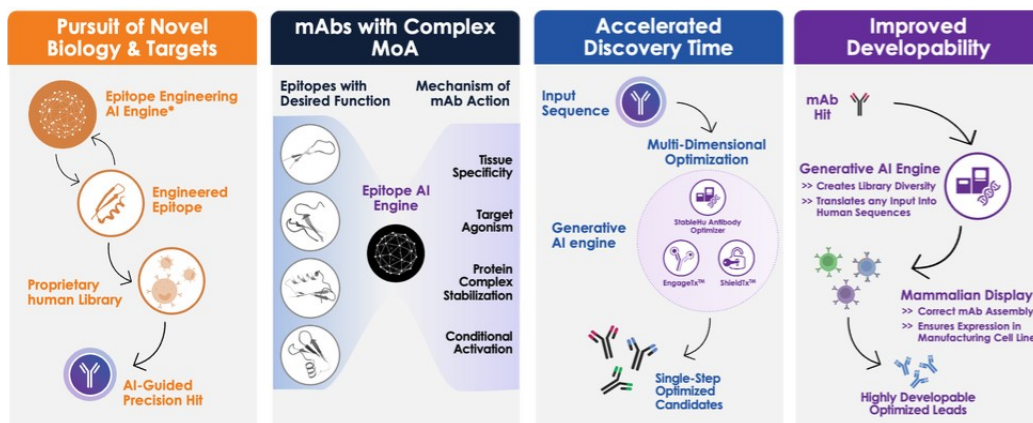 Pursuit of Novel
Biology & Targets
Epitope Engineering
AI Engine*
Engineered
Epitope
Proprietary
human Library
AI-Guided
Precision Hit
mAbs with Complex
MoA
Epitopes with
Desired Function
Mechanism of
mAb Action
Epitope AI
Engine
Tissue
Specificity
Target
Agonism
Protein
Complex
Stabilization
Conditional
Activation
Accelerated
Discovery Time
Input
Sequence
Multi-Dimensional
Optimization
Generative
AI engine
StableHu Antibody
Optimizer
EngageTx™
ShieldTx™
Single-Step
Optimized
Candidates
Improved
Developability
mAb
Hit
Generative AI Engine
>> Creates Library Diversity
>> Translates any Input Into
Human Sequences
Mammalian Display
>> Correct mAb Assembly
>> Ensures Expression in
Manufacturing Cell Line
Highly Developable
Optimized Leads